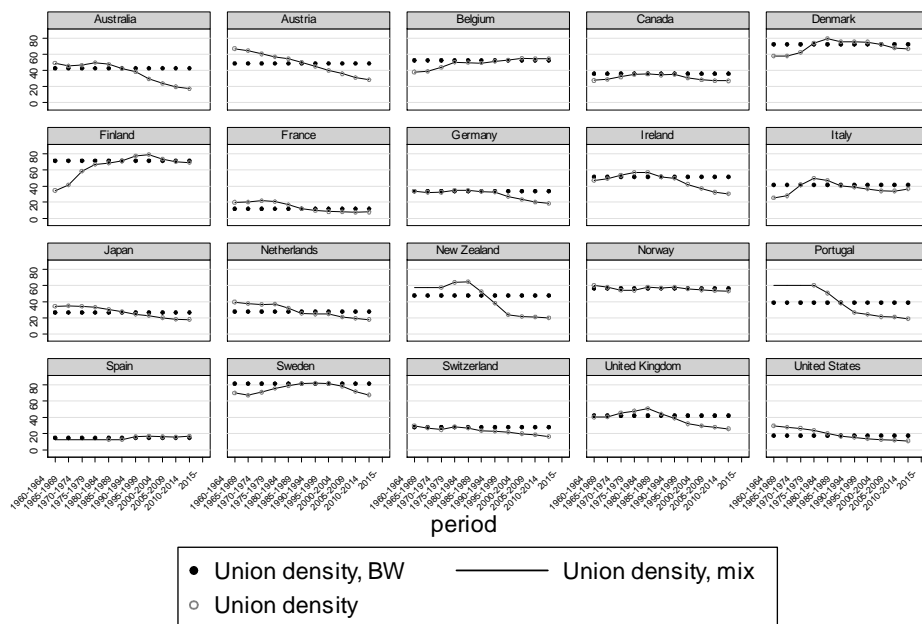 Australia Austria Belgium Canada Denmark
0 20 40 60 80
Finland France Germany Ireland Italy
0 20 40 60 80
Japan Netherlands New Zealand Norway Portugal
0 20 40 60 80
Spain Sweden Switzerland United Kingdom United States
0 20 40 60 80
1960-1964 1965-1969 1970-1974 1975-1979 1980-1984 1985-1989 1990-1994 1995-1999 2000-2004 2005-2009 2010-2014 2015-
1960-1964 1965-1969 1970-1974 1975-1979 1980-1984 1985-1989 1990-1994 1995-1999 2000-2004 2005-2009 2010-2014 2015-
1960-1964 1965-1969 1970-1974 1975-1979 1980-1984 1985-1989 1990-1994 1995-1999 2000-2004 2005-2009 2010-2014 2015-
1960-1964 1965-1969 1970-1974 1975-1979 1980-1984 1985-1989 1990-1994 1995-1999 2000-2004 2005-2009 2010-2014 2015-
1960-1964 1965-1969 1970-1974 1975-1979 1980-1984 1985-1989 1990-1994 1995-1999 2000-2004 2005-2009 2010-2014 2015-
period
Union density, BW Union density, mix
Union density